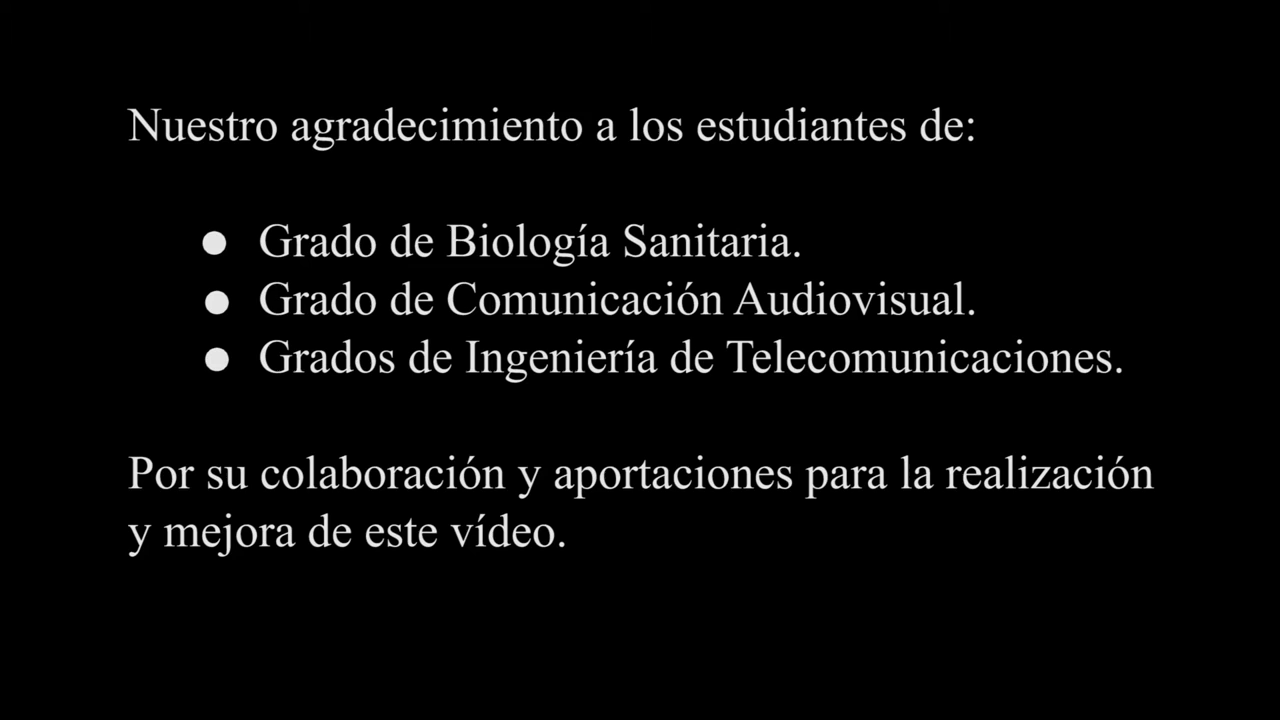 Nuestro agradecimiento a los estudiantes de:
● Grado de Biología Sanitaria.
● Grado de Comunicación Audiovisual.
● Grados de Ingeniería de Telecomunicaciones.
Por su colaboración y aportaciones para la realización
y mejora de este vídeo.